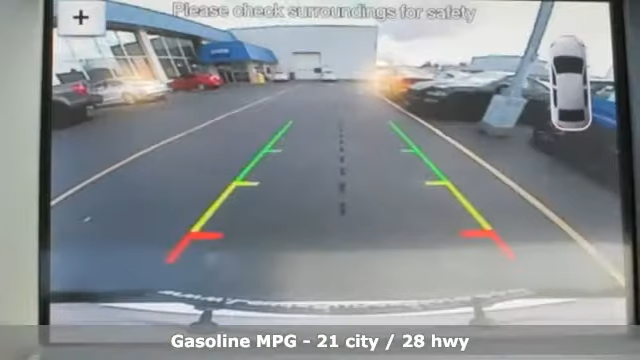 Please check surroundings for safety
+
Gasoline MPG - 21 city / 28 hwy